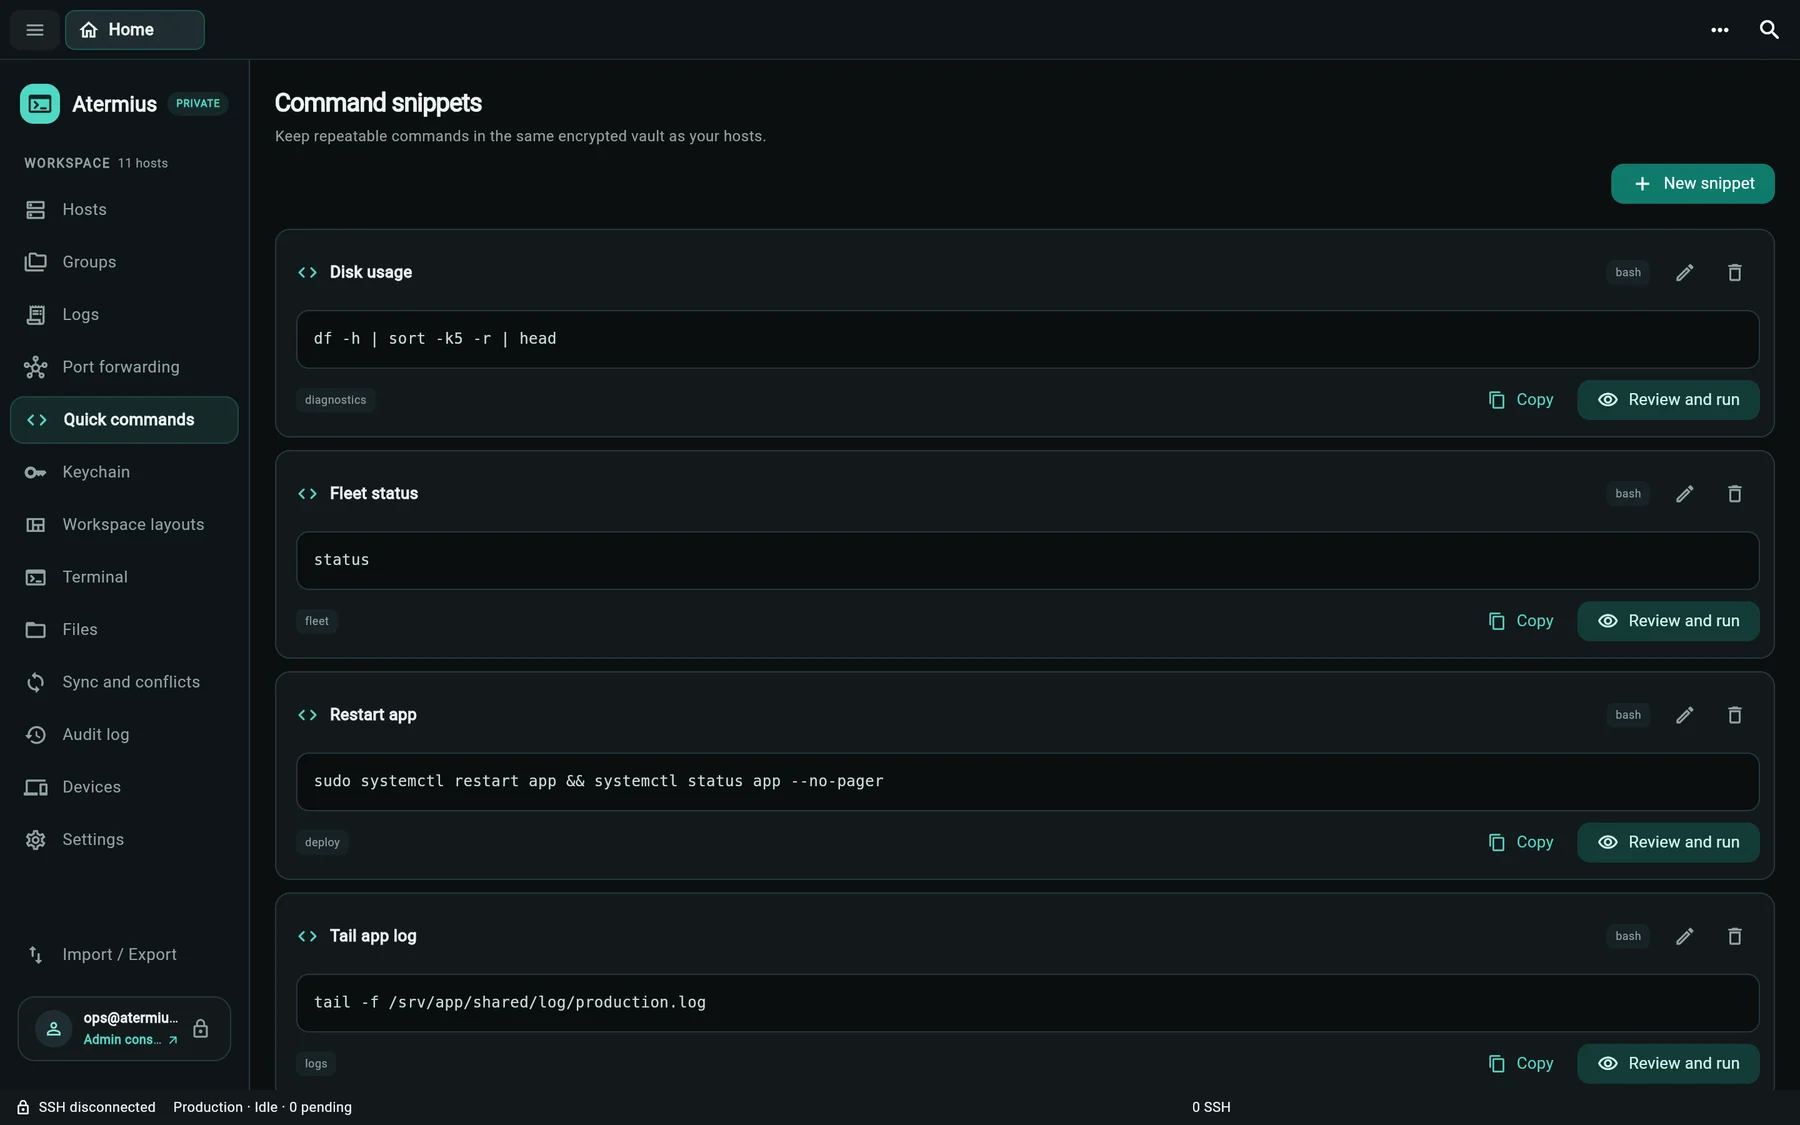 Home
Atermius PRIVATE
WORKSPACE 11 hosts
Hosts
Groups
Logs
Port forwarding
Quick commands
Keychain
Workspace layouts
Terminal
Files
Sync and conflicts
Audit log
Devices
Settings
Import / Export
ops@atermiu...
Admin cons...
Command snippets
Keep repeatable commands in the same encrypted vault as your hosts.
New snippet
Disk usage
bash
df -h | sort -k5 -r | head
diagnostics
Copy
Review and run
Fleet status
bash
status
fleet
Copy
Review and run
Restart app
bash
sudo systemctl restart app && systemctl status app --no-pager
deploy
Copy
Review and run
Tail app log
bash
tail -f /srv/app/shared/log/production.log
logs
Copy
Review and run
SSH disconnected
Production · Idle · 0 pending
0 SSH